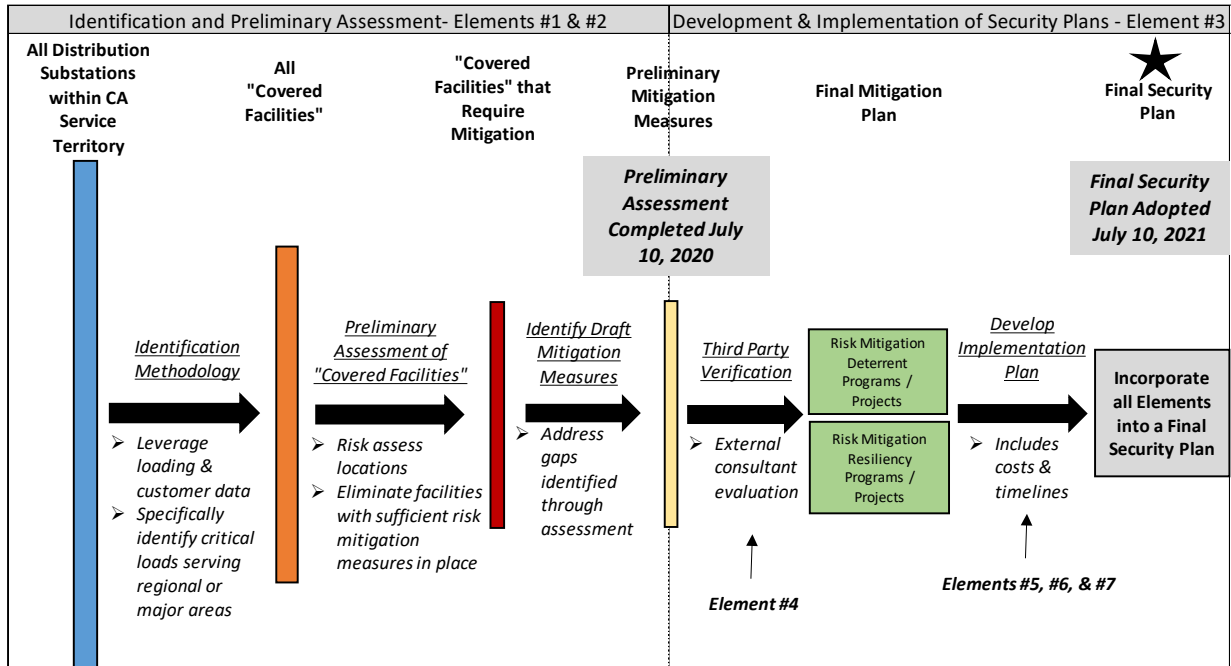 Identification and Preliminary Assessment- Elements #1 & #2
Development & Implementation of Security Plans - Element #3
All Distribution
Substations
within CA
Service
Territory
All
"Covered
Facilities"
"Covered
Facilities" that
Require
Mitigation
Preliminary
Mitigation
Measures
Final Mitigation
Plan
Final Security
Plan
Preliminary
Assessment
Completed July
10, 2020
Final Security
Plan Adopted
July 10, 2021
Identification
Methodology
➢ Leverage
loading &
customer data
➢ Specifically
identify critical
loads serving
regional or
major areas
Preliminary
Assessment of
"Covered Facilities"
➢ Risk assess
locations
➢ Eliminate facilities
with sufficient risk
mitigation
measures in place
Identify Draft
Mitigation
Measures
➢ Address
gaps
identified
through
assessment
Third Party
Verification
➢ External
consultant
evaluation
Element #4
Risk Mitigation
Deterrent
Programs /
Projects
Risk Mitigation
Resiliency
Programs /
Projects
Develop
Implementation
Plan
➢ Includes
costs &
timelines
Elements #5, #6, & #7
Incorporate
all Elements
into a Final
Security Plan